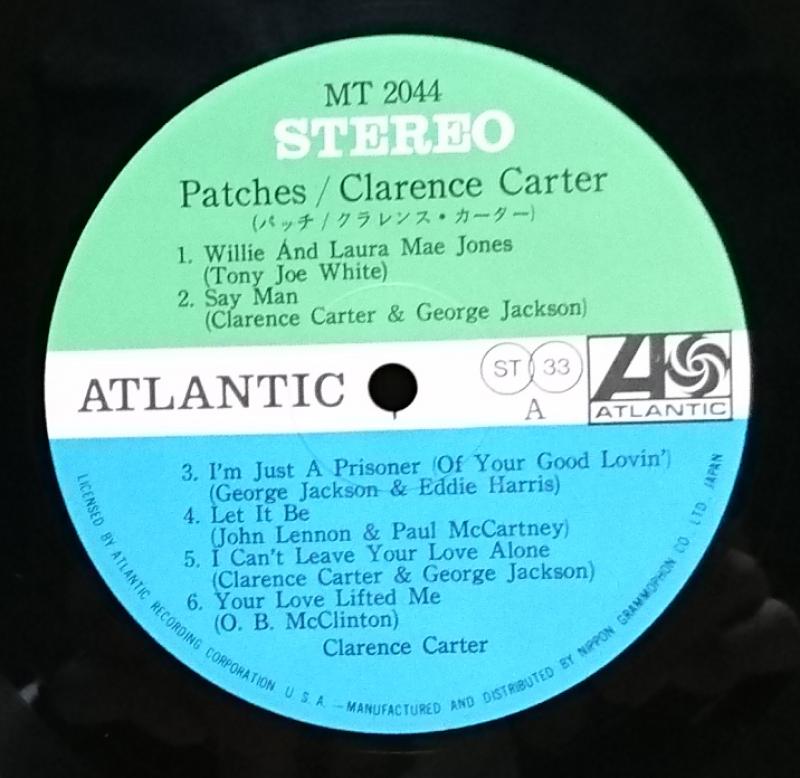 MT 2044
STEREO
Patches / Clarence Carter
(パッチ/クラレンス・カーター)
1. Willie And Laura Mae Jones
(Tony Joe White)
2. Say Man
(Clarence Carter & George Jackson)
ATLANTIC
ST 33
A
ATLANTIC
3. I'm Just A Prisoner (Of Your Good Lovin')
(George Jackson & Eddie Harris)
4. Let It Be
(John Lennon & Paul McCartney)
5. I Can't Leave Your Love Alone
(Clarence Carter & George Jackson)
6. Your Love Lifted Me
(O. B. McClinton)
Clarence Carter
LICENSED BY ATLANTIC RECORDING CORPORATION U.S.A. —MANUFACTURED AND DISTRIBUTED BY NIPPON GRAMMOPHON CO. LTD. JAPAN